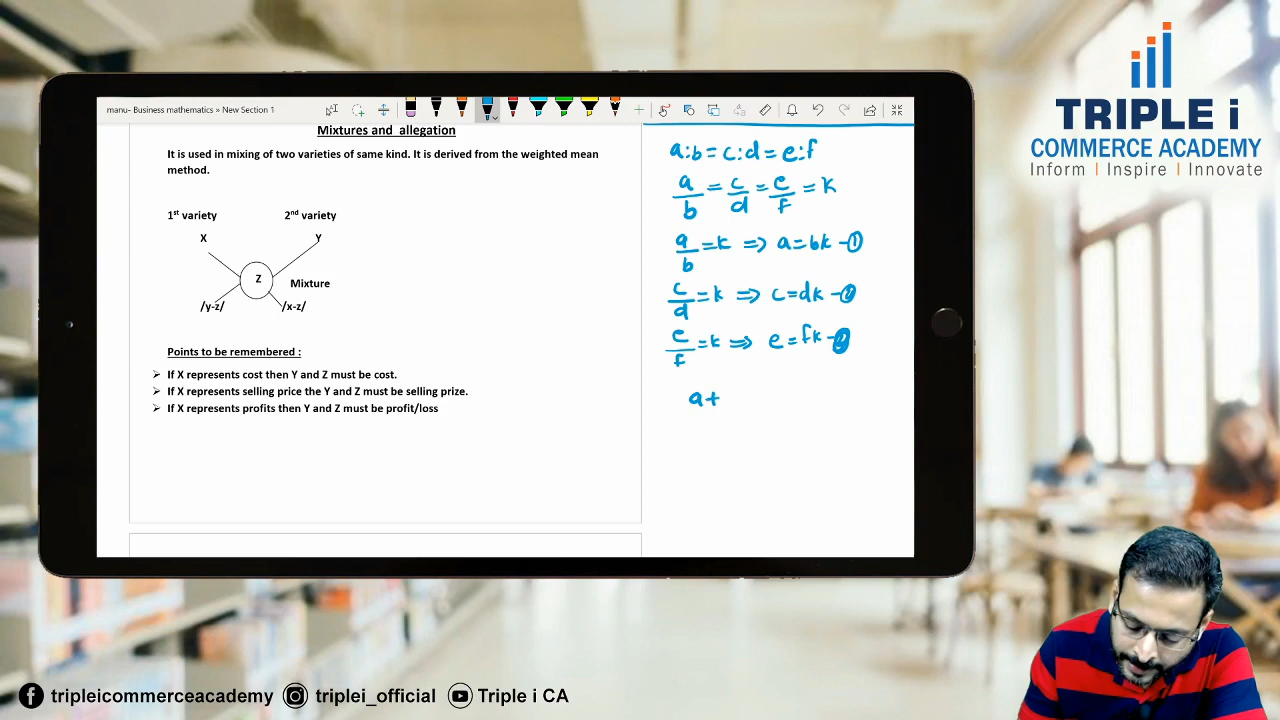 manu- Business mathematics » New Section 1
Mixtures and allegation
It is used in mixing of two varieties of same kind. It is derived from the weighted mean
method.
1st variety 2nd variety
X Y
Z Mixture
/y-z/ /x-z/
Points to be remembered :
➢ If X represents cost then Y and Z must be cost.
➢ If X represents selling price the Y and Z must be selling prize.
➢ If X represents profits then Y and Z must be profit/loss
a:b = c:d = e:f
a/b = c/d = e/f = k
a/b = k ⇒ a = bk - ①
c/d = k ⇒ c = dk -
e/f = k ⇒ e = fk -
a+
TRIPLE i
COMMERCE ACADEMY
Inform | Inspire | Innovate
tripleicommerceacademy triplei_official Triple i CA